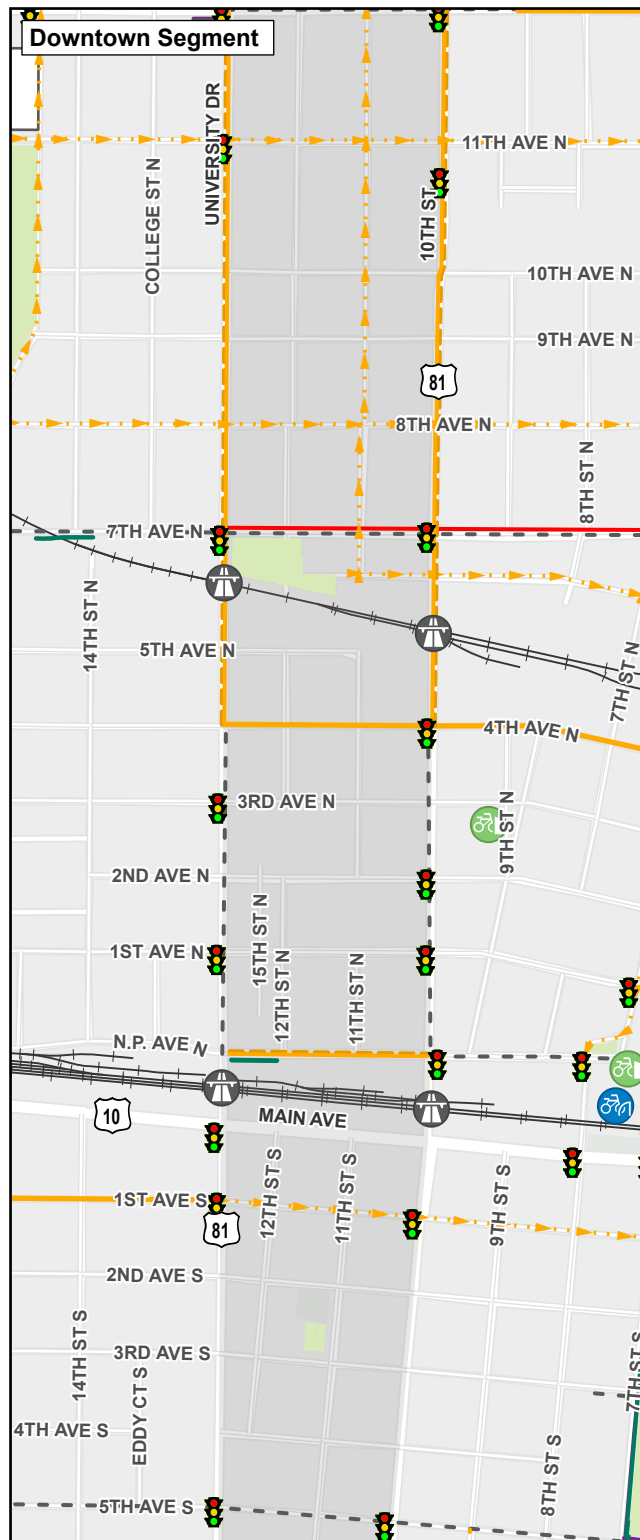 Downtown Segment
UNIVERSITY DR
10TH ST
COLLEGE ST N
11TH AVE N
10TH AVE N
9TH AVE N
81
8TH AVE N
8TH ST N
7TH AVE N
14TH ST N
5TH AVE N
7TH ST N
4TH AVE N
3RD AVE N
9TH ST N
2ND AVE N
15TH ST N
1ST AVE N
12TH ST N
11TH ST N
N.P. AVE N
10
MAIN AVE
1ST AVE S
81
12TH ST S
11TH ST S
9TH ST S
2ND AVE S
14TH ST S
3RD AVE S
EDDY CT S
7TH ST S
4TH AVE S
8TH ST S
5TH AVE S